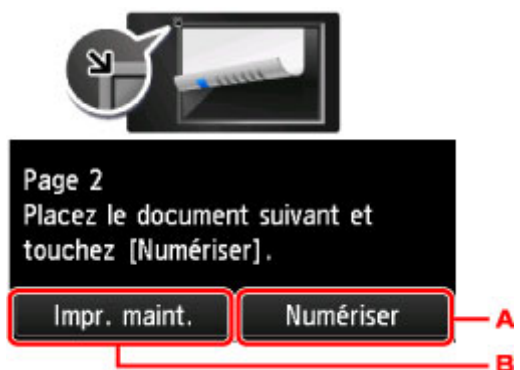 Page 2
Placez le document suivant et
touchez [Numériser].
Impr. maint.
Numériser
A
B